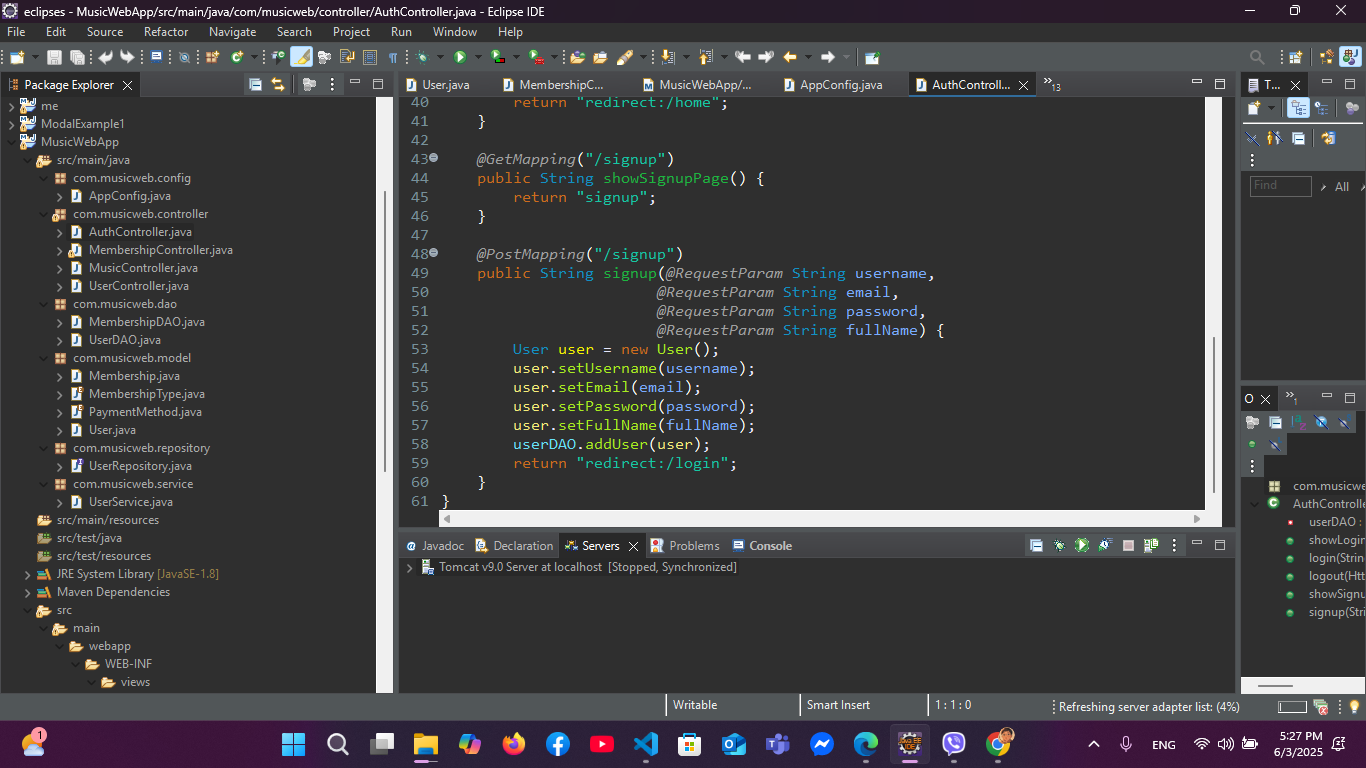 eclipses - MusicWebApp/src/main/java/com/musicweb/controller/AuthController.java - Eclipse IDE
File Edit Source Refactor Navigate Search Project Run Window Help
Package Explorer
me
ModalExample1
MusicWebApp
src/main/java
com.musicweb.config
AppConfig.java
com.musicweb.controller
AuthController.java
MembershipController.java
MusicController.java
UserController.java
com.musicweb.dao
MembershipDAO.java
UserDAO.java
com.musicweb.model
Membership.java
MembershipType.java
PaymentMethod.java
User.java
com.musicweb.repository
UserRepository.java
com.musicweb.service
UserService.java
src/main/resources
src/test/java
src/test/resources
JRE System Library [JavaSE-1.8]
Maven Dependencies
src
main
webapp
WEB-INF
views
User.java MembershipC... MusicWebApp/... AppConfig.java AuthControll... 13
40 return "redirect:/home";
41 }
42
43 @GetMapping("/signup")
44 public String showSignupPage() {
45 return "signup";
46 }
47
48 @PostMapping("/signup")
49 public String signup(@RequestParam String username,
50 @RequestParam String email,
51 @RequestParam String password,
52 @RequestParam String fullName) {
53 User user = new User();
54 user.setUsername(username);
55 user.setEmail(email);
56 user.setPassword(password);
57 user.setFullName(fullName);
58 userDAO.addUser(user);
59 return "redirect:/login";
60 }
61 }
Javadoc Declaration Servers Problems Console
Tomcat v9.0 Server at localhost [Stopped, Synchronized]
T...
Find All
O 1
com.musicwe
AuthControlle
userDAO :
showLogin
login(Strin
logout(Htt
showSignu
signup(Stri
Writable Smart Insert 1 : 1 : 0 Refreshing server adapter list: (4%)
1 ENG 5:27 PM
6/3/2025